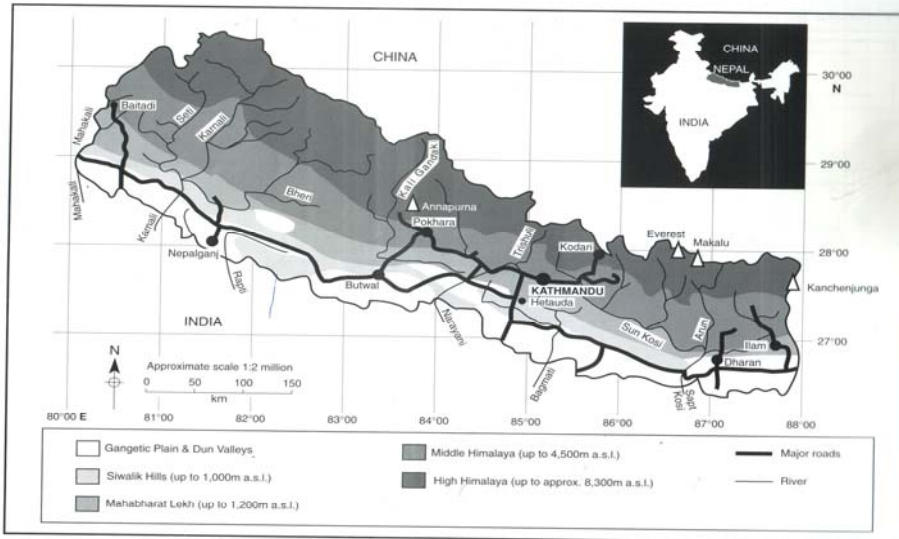 CHINA
CHINA
NEPAL
INDIA
30°00
N
29°00
28°00
27°00
Mahakali
Baitadi
Seti
Karnali
Mahakali
Karnali
Bheri
Kali Gandak
Annapurna
Pokhara
Trishuli
Kodari
Everest
Makalu
Kanchenjunga
Nepalganj
Rapti
Butwal
KATHMANDU
Hetauda
Narayani
Sun Kosi
Arun
Ilam
Dharan
Bagmati
Sapt
Kosi
INDIA
N
Approximate scale 1:2 million
0 50 100 150
km
80°00 E 81°00 82°00 83°00 84°00 85°00 86°00 87°00 88°00
Gangetic Plain & Dun Valleys
Siwalik Hills (up to 1,000m a.s.l.)
Mahabharat Lekh (up to 1,200m a.s.l.)
Middle Himalaya (up to 4,500m a.s.l.)
High Himalaya (up to approx. 8,300m a.s.l.)
Major roads
River